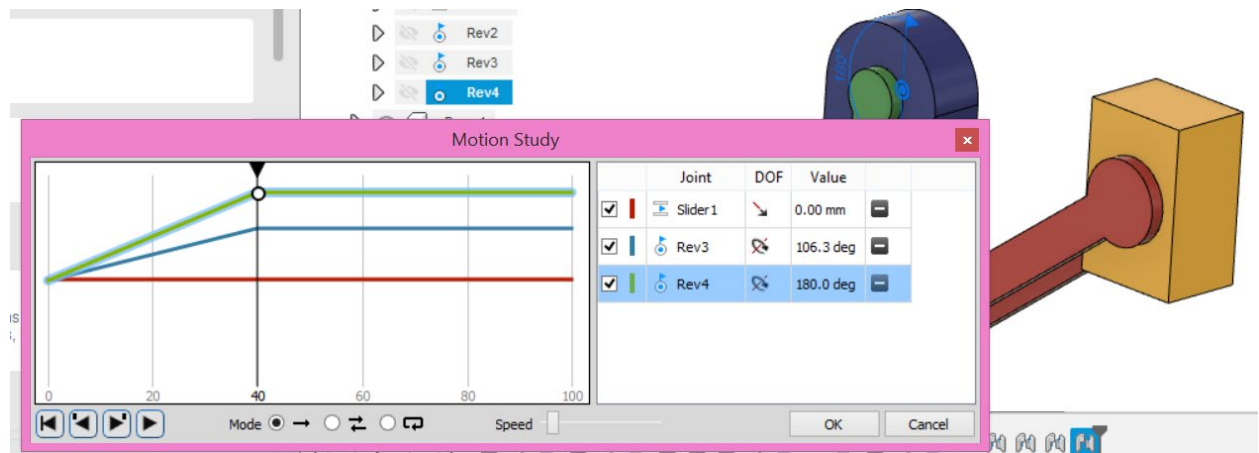 Rev2
Rev3
Rev4
180°
Motion Study
Joint DOF Value
Slider1 0.00 mm
Rev3 106.3 deg
Rev4 180.0 deg
0 20 40 60 80 100
Mode Speed OK Cancel